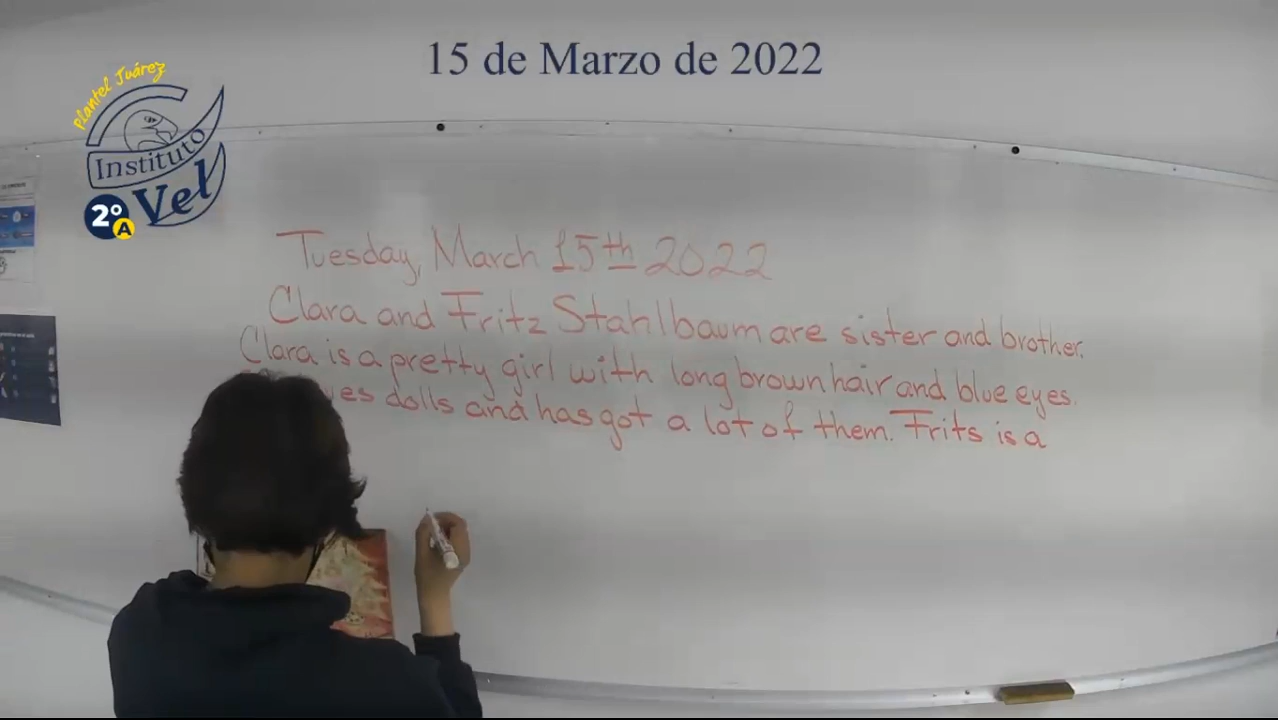 15 de Marzo de 2022
Plantel Juárez
Instituto
Vel
2° A
Tuesday, March 15th 2022
Clara and Fritz Stahlbaum are sister and brother.
Clara is a pretty girl with long brown hair and blue eyes.
dolls and has got a lot of them. Frits is a